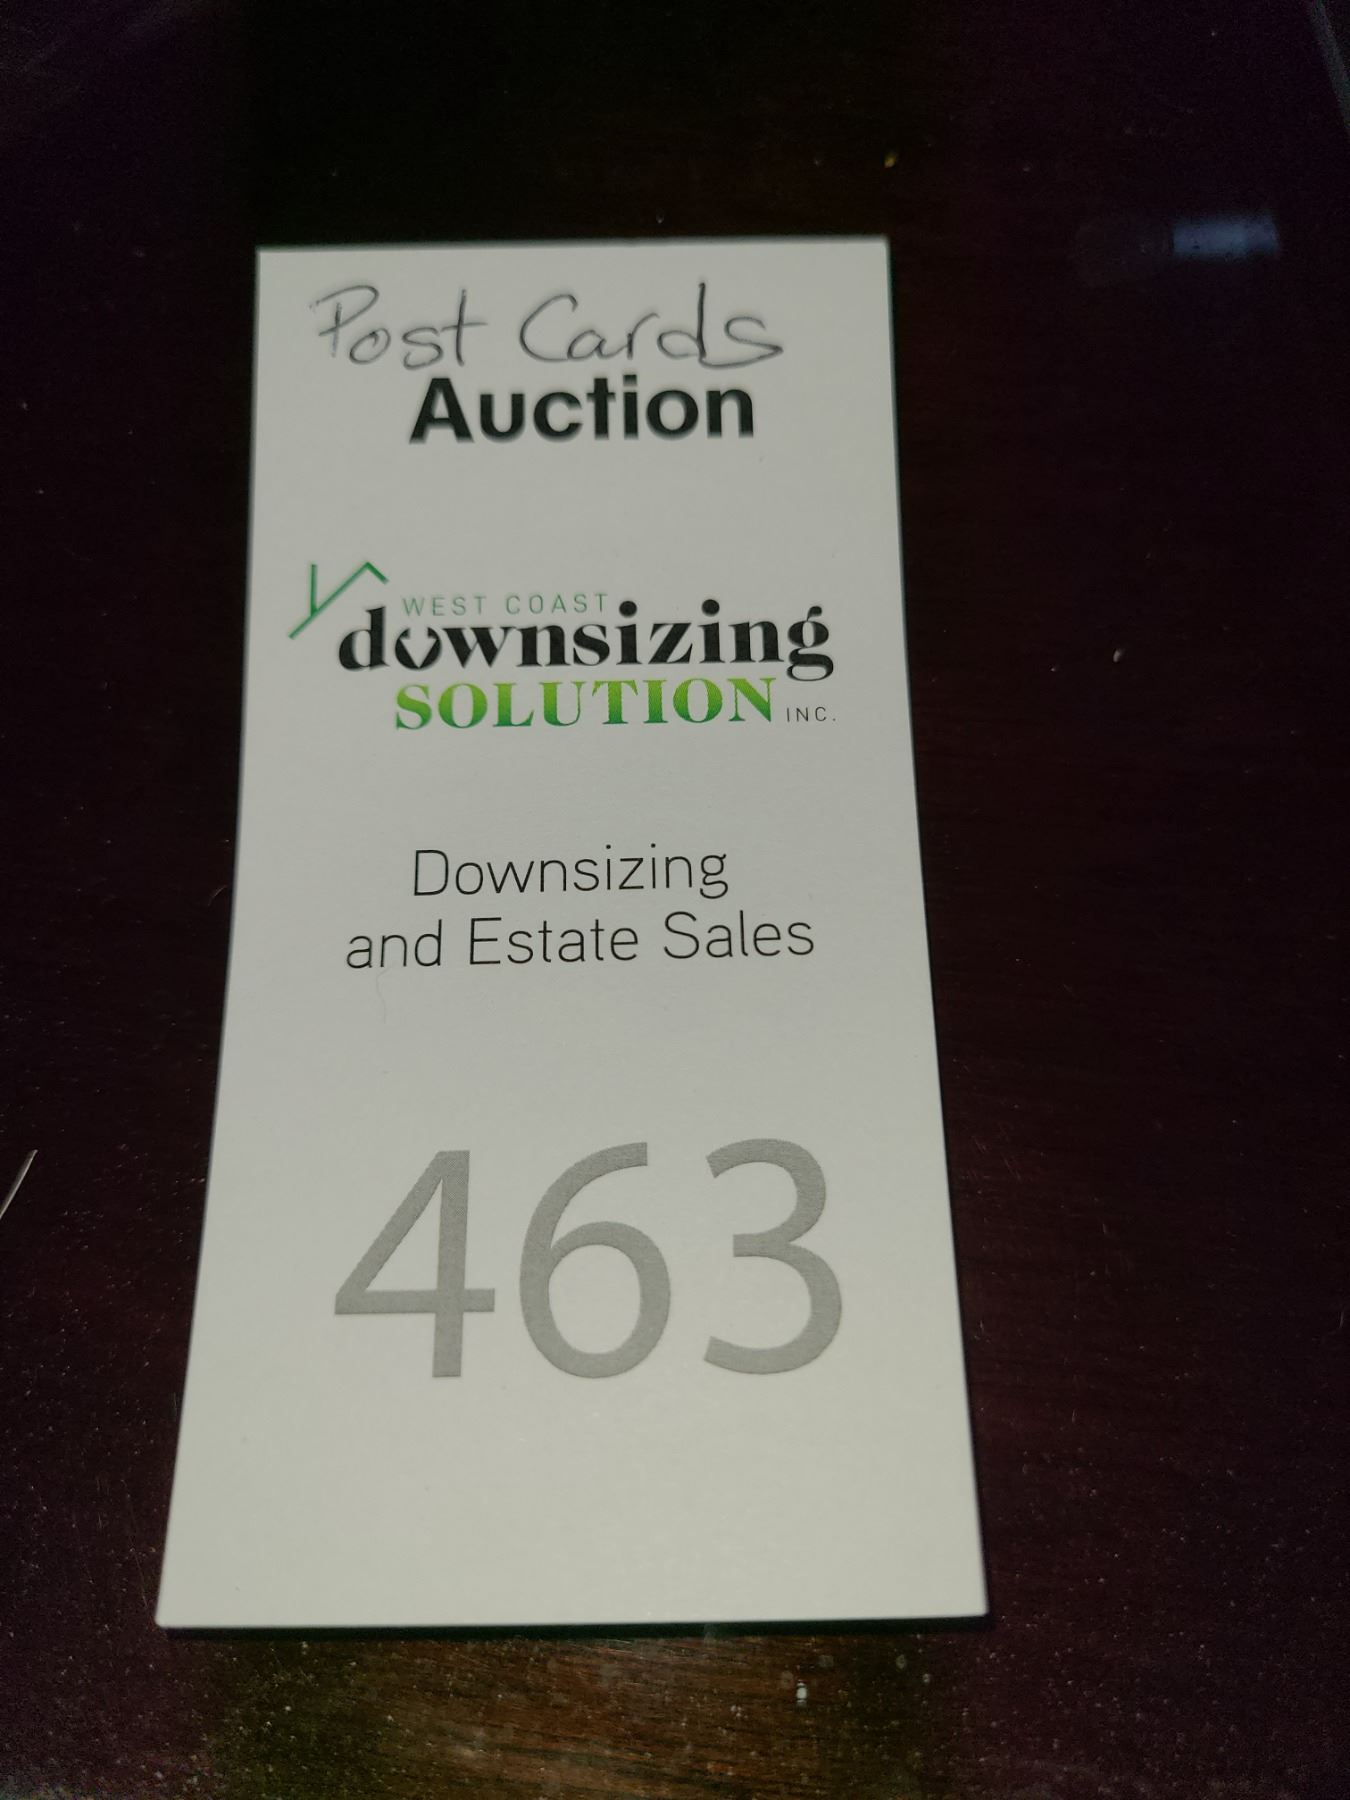 Post Cards
Auction
WEST COAST
downsizing
SOLUTION INC.
Downsizing
and Estate Sales
463